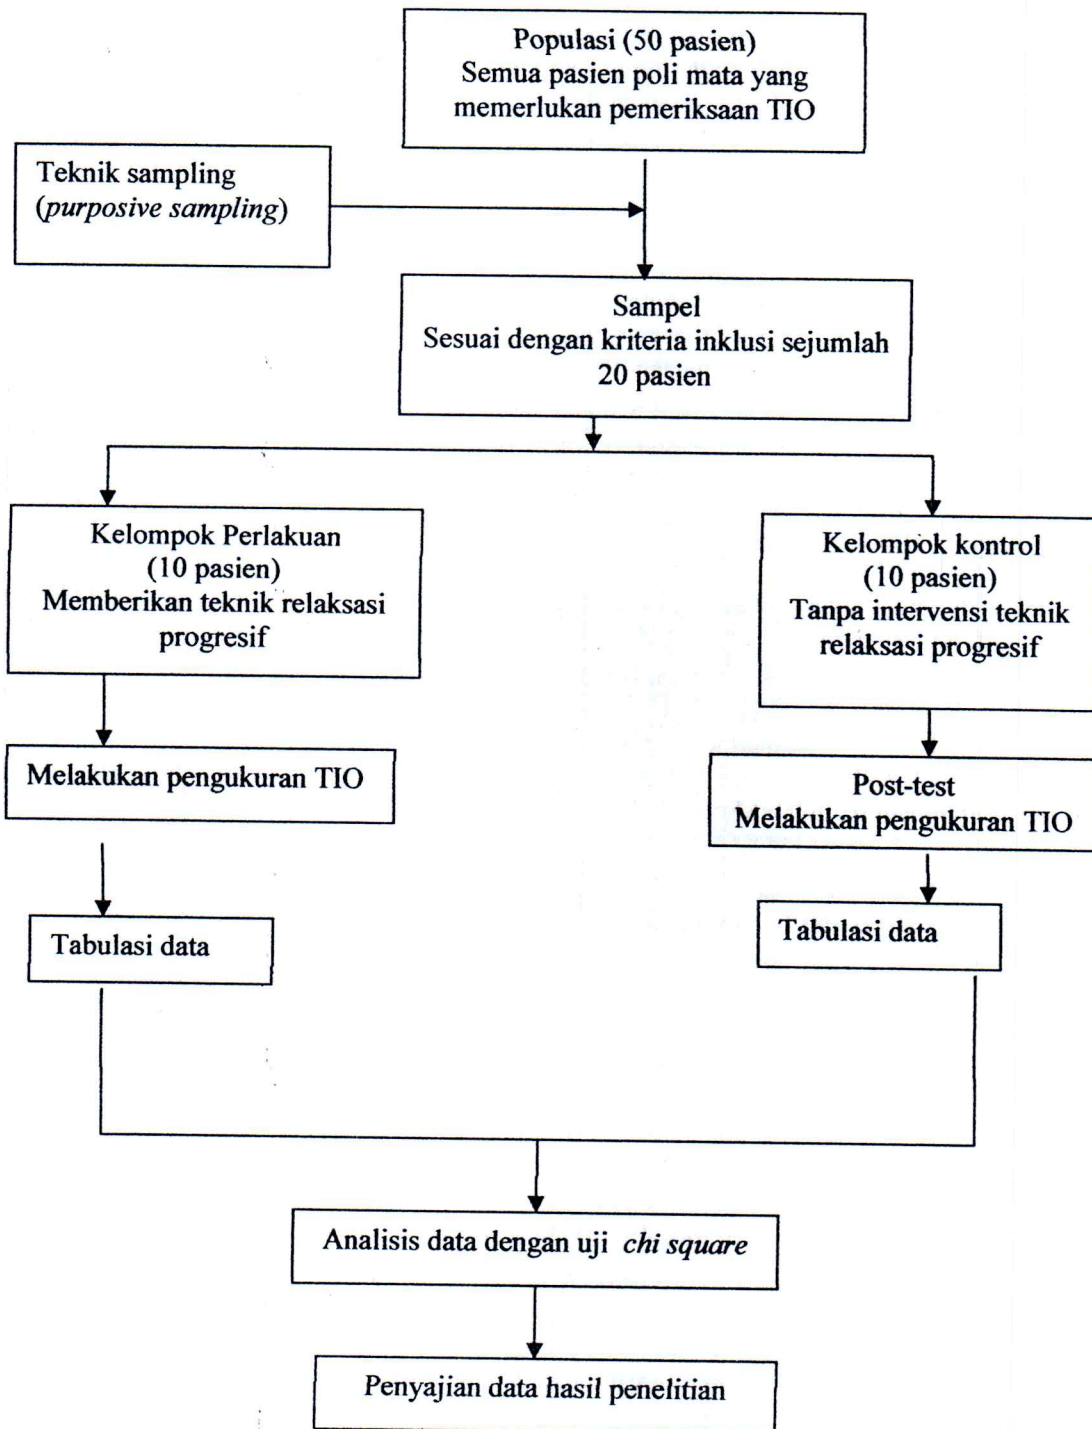 Populasi (50 pasien)
Semua pasien poli mata yang
memerlukan pemeriksaan TIO
Teknik sampling
(purposive sampling)
Sampel
Sesuai dengan kriteria inklusi sejumlah
20 pasien
Kelompok Perlakuan
(10 pasien)
Memberikan teknik relaksasi
progresif
Kelompok kontrol
(10 pasien)
Tanpa intervensi teknik
relaksasi progresif
Melakukan pengukuran TIO
Post-test
Melakukan pengukuran TIO
Tabulasi data
Tabulasi data
Analisis data dengan uji chi square
Penyajian data hasil penelitian